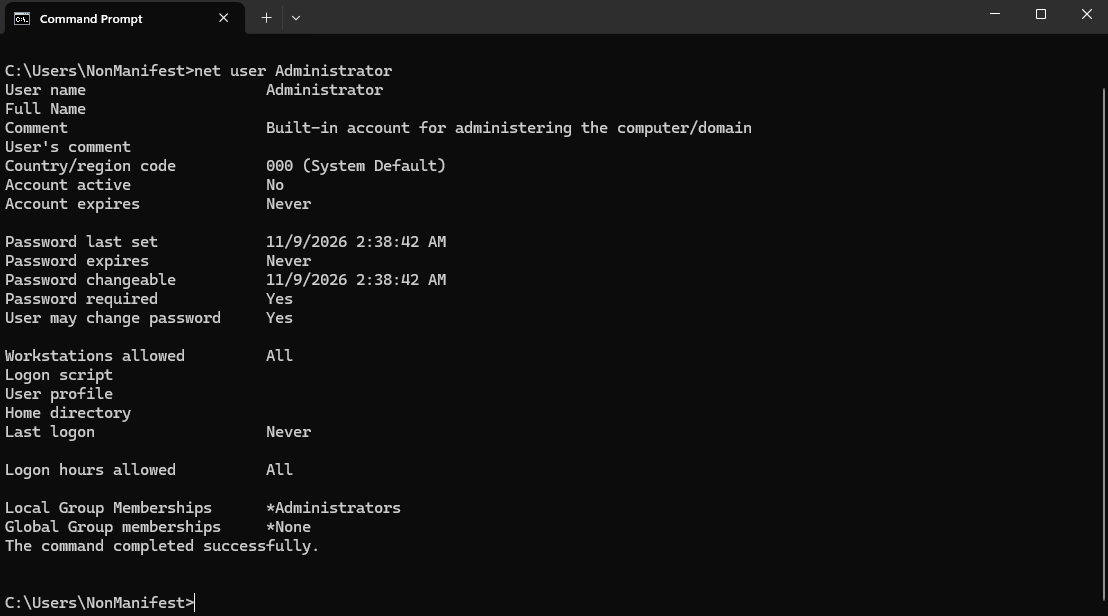 Command Prompt
C:\Users\NonManifest>net user Administrator
User name                    Administrator
Full Name
Comment                      Built-in account for administering the computer/domain
User's comment
Country/region code          000 (System Default)
Account active               No
Account expires              Never

Password last set            11/9/2026 2:38:42 AM
Password expires             Never
Password changeable          11/9/2026 2:38:42 AM
Password required            Yes
User may change password     Yes

Workstations allowed         All
Logon script
User profile
Home directory
Last logon                   Never

Logon hours allowed          All

Local Group Memberships      *Administrators
Global Group memberships     *None
The command completed successfully.

C:\Users\NonManifest>